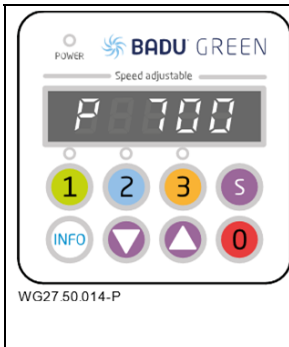 BADU GREEN
POWER
Speed adjustable
P 700
1 2 3 S
INFO 0
WG27.50.014-P